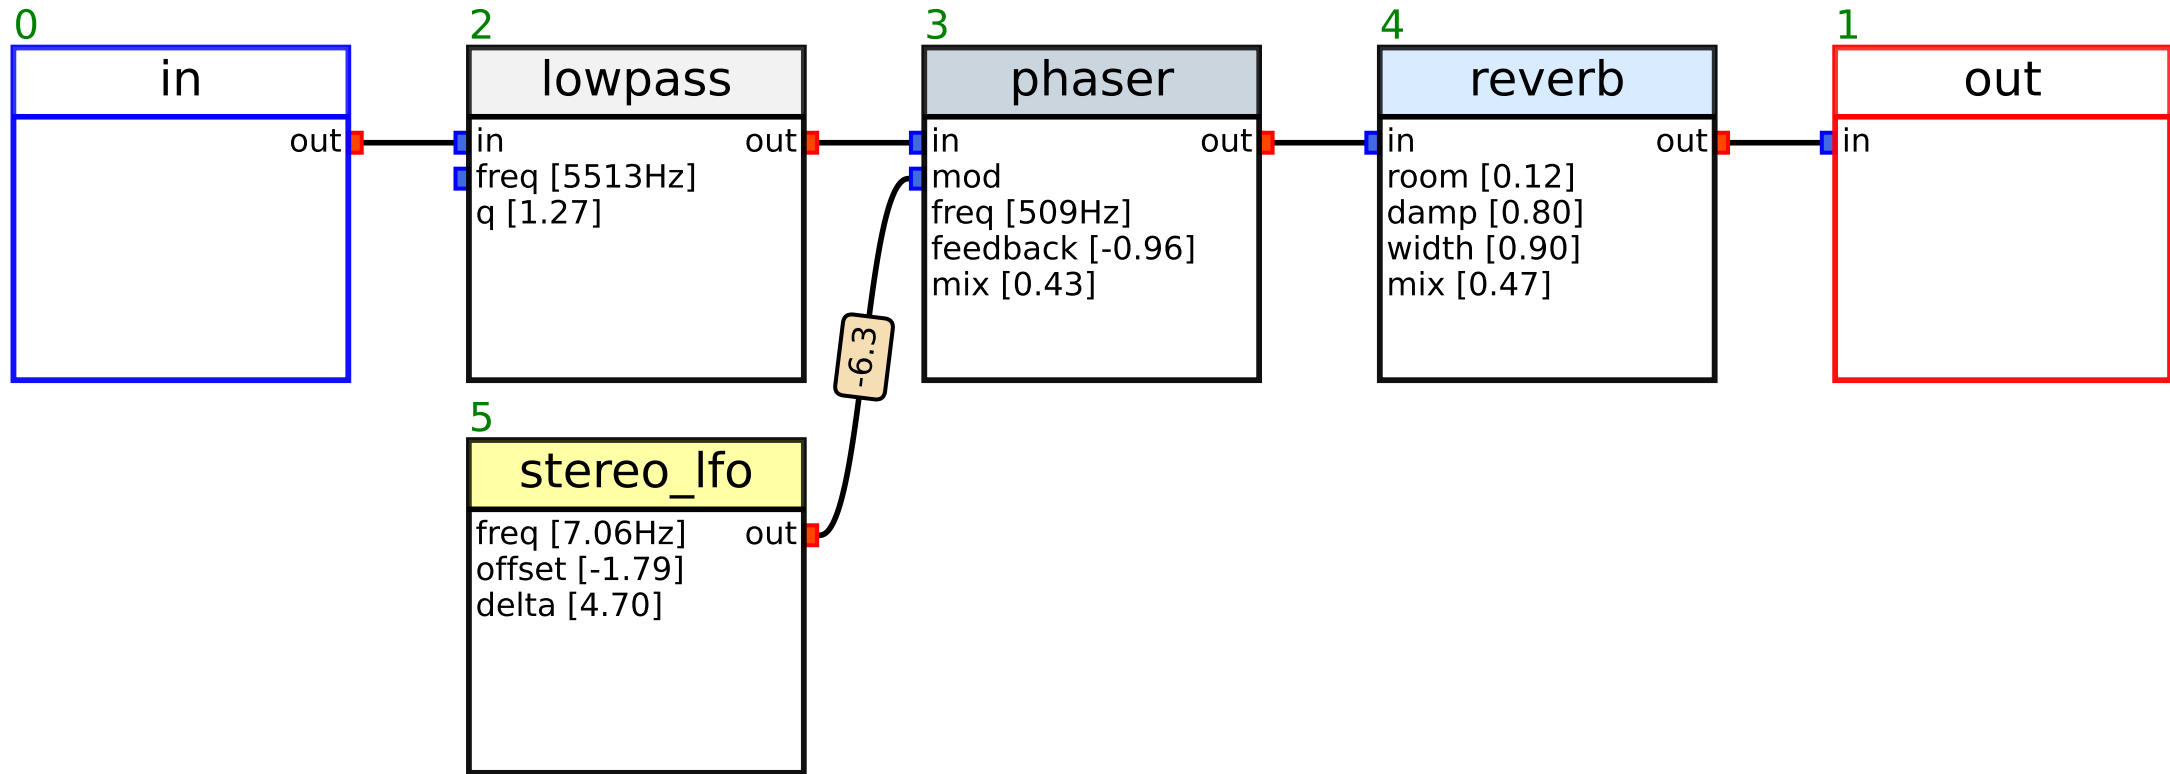 0
in
out
2
lowpass
in
out
freq [5513Hz]
q [1.27]
3
phaser
in
out
mod
freq [509Hz]
feedback [-0.96]
mix [0.43]
4
reverb
in
out
room [0.12]
damp [0.80]
width [0.90]
mix [0.47]
1
out
in
-6.3
5
stereo_lfo
freq [7.06Hz]
out
offset [-1.79]
delta [4.70]